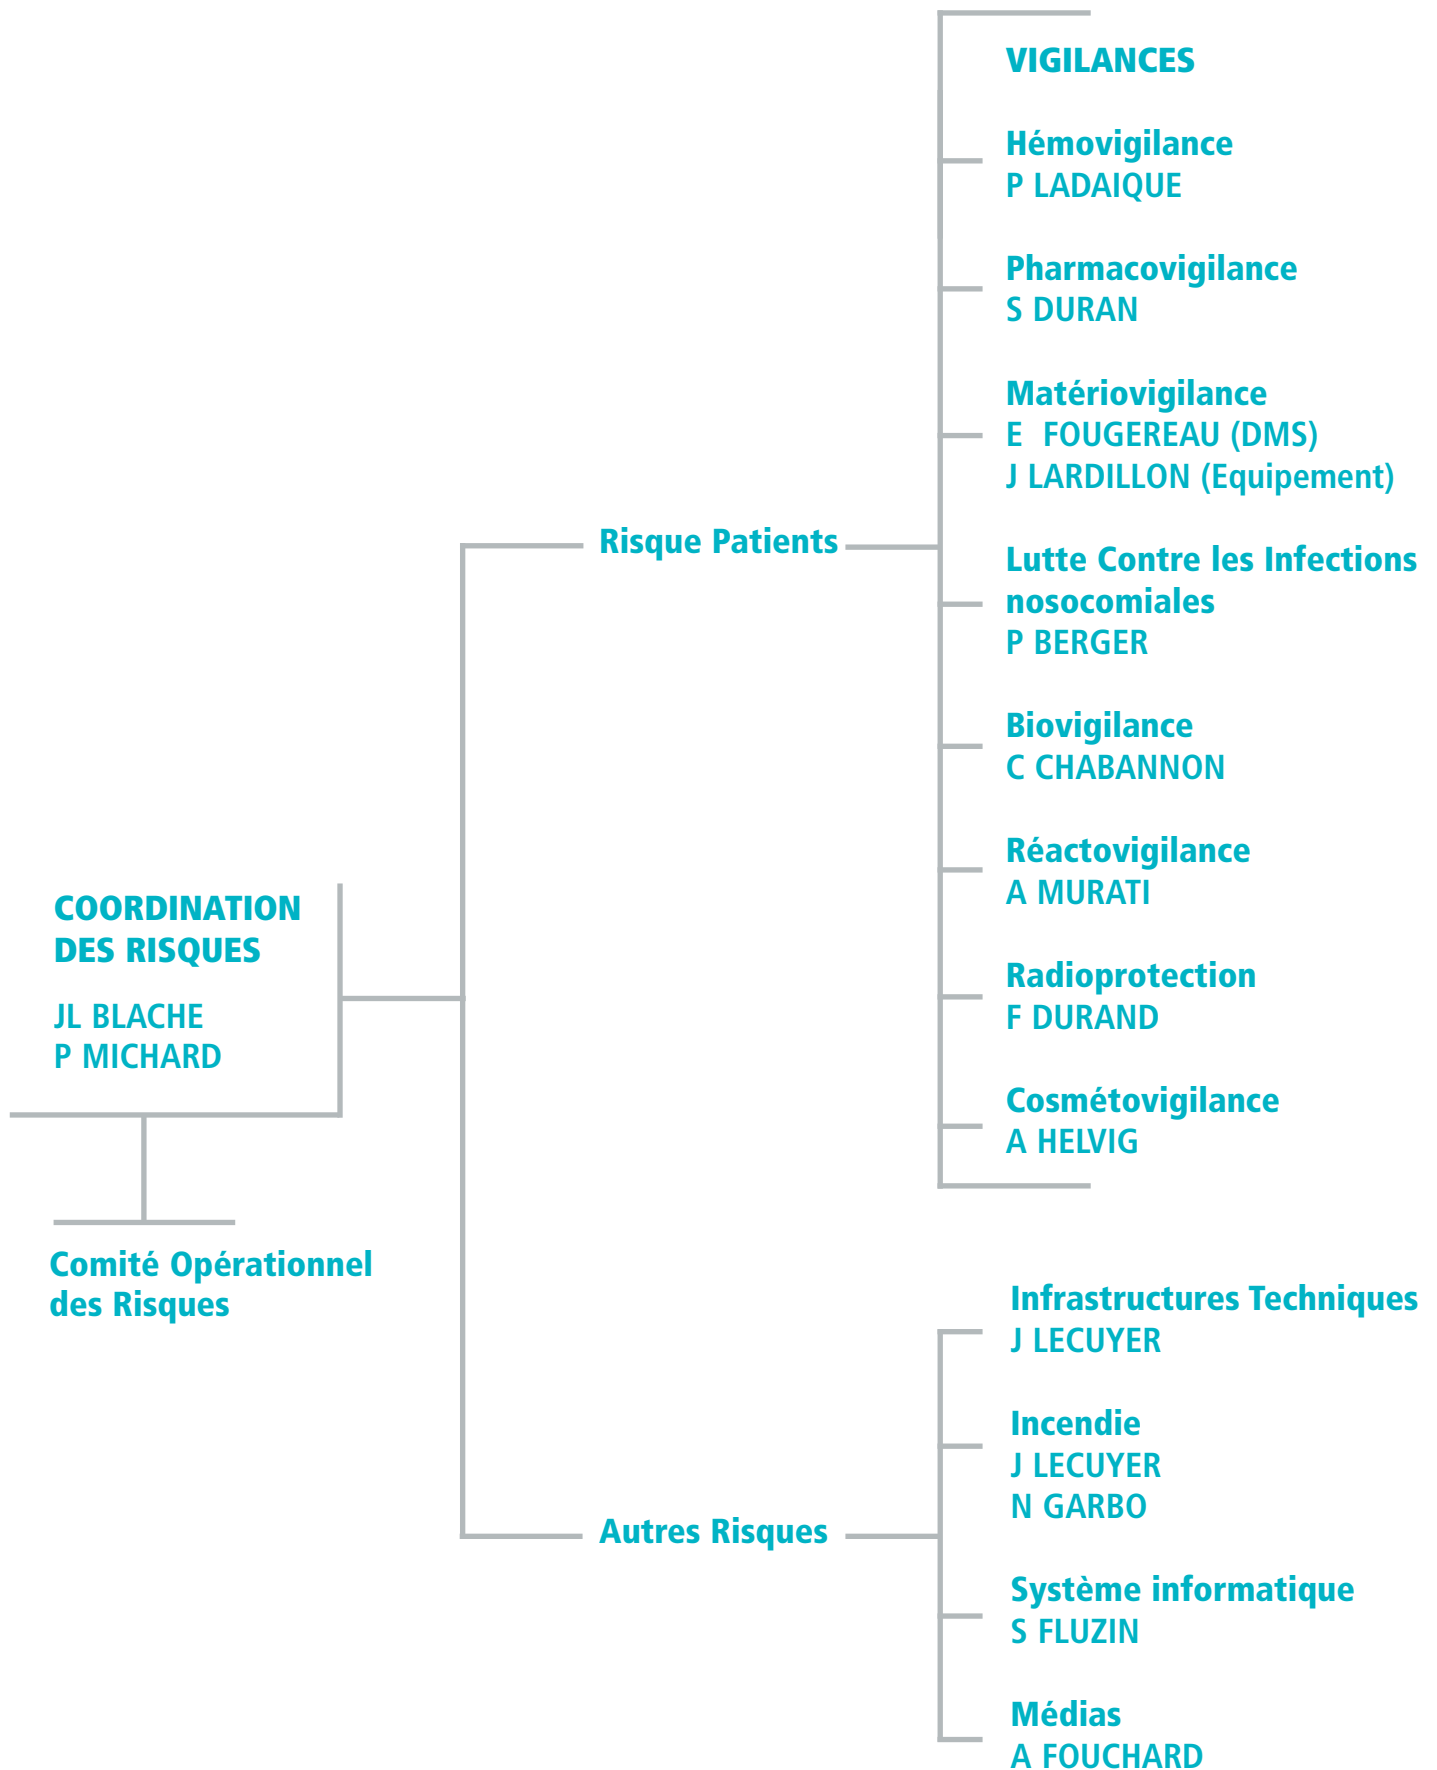 COORDINATION
DES RISQUES
JL BLACHE
P MICHARD
Comité Opérationnel
des Risques
Risque Patients
VIGILANCES
Hémovigilance
P LADAIQUE
Pharmacovigilance
S DURAN
Matériovigilance
E FOUGEREAU (DMS)
J LARDILLON (Equipement)
Lutte Contre les Infections
nosocomiales
P BERGER
Biovigilance
C CHABANNON
Réactovigilance
A MURATI
Radioprotection
F DURAND
Cosmétovigilance
A HELVIG
Autres Risques
Infrastructures Techniques
J LECUYER
Incendie
J LECUYER
N GARBO
Système informatique
S FLUZIN
Médias
A FOUCHARD